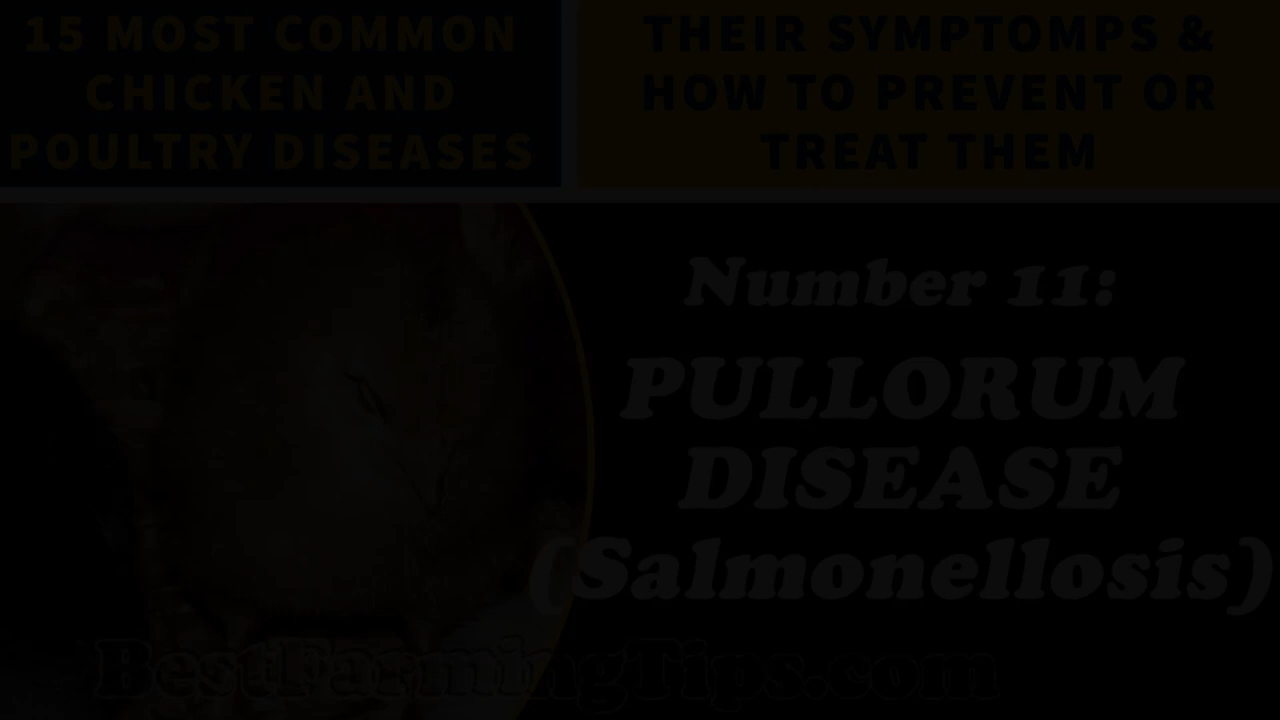 15 MOST COMMON
CHICKEN AND
POULTRY DISEASES
THEIR SYMPTOMPS &
HOW TO PREVENT OR
TREAT THEM
Number 11:
PULLORUM
DISEASE
(Salmonellosis)
BestFarmingTips.com